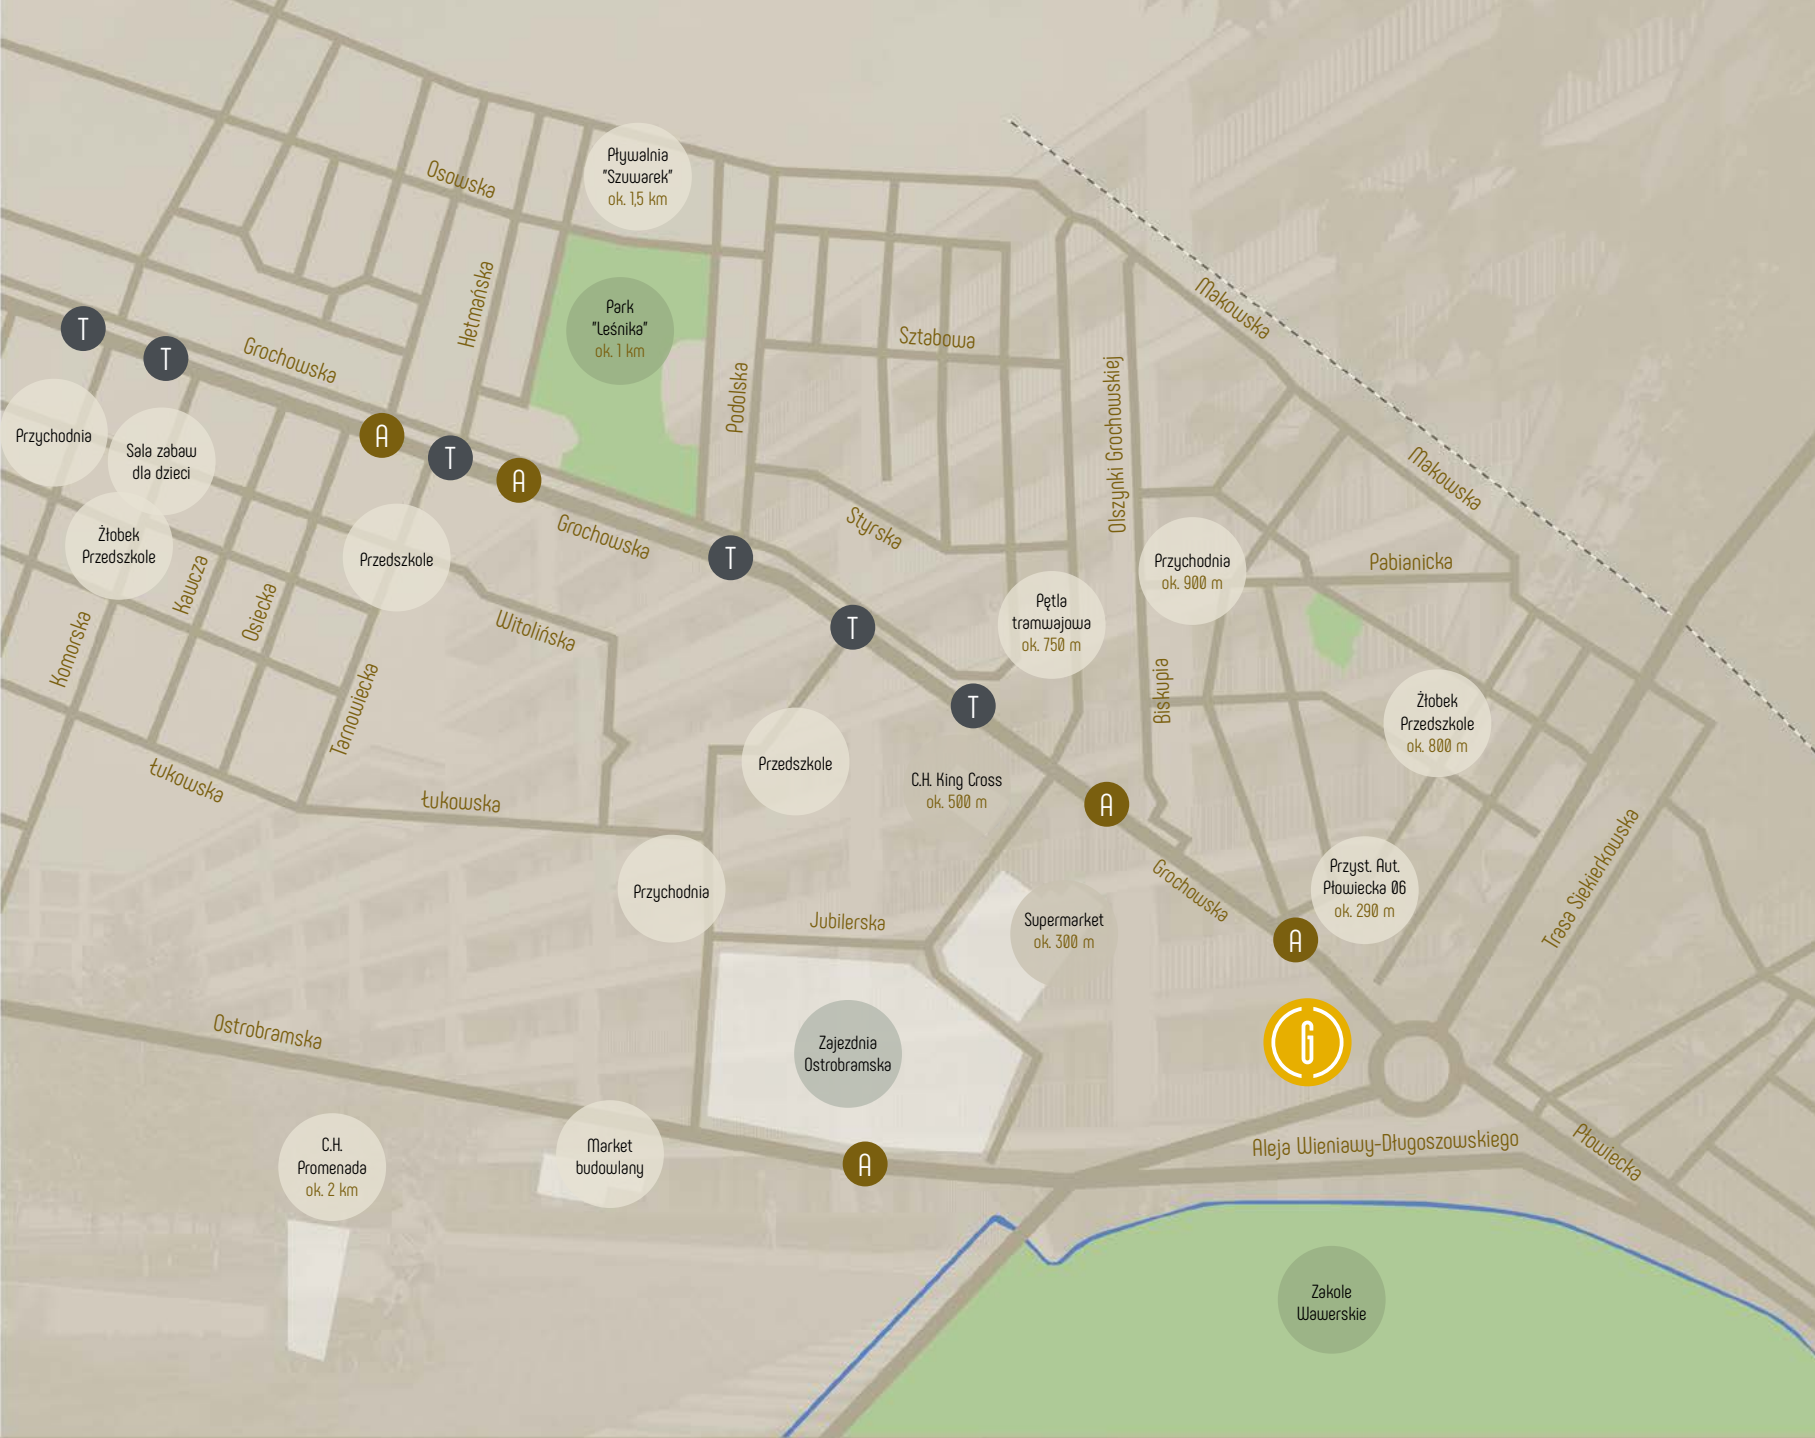 Pływalnia
"Szuwarek"
ok. 1,5 km
Osowska
Hetmańska
Park
"Leśnika"
ok. 1 km
Makowska
T
T
Grochowska
Sztabowa
Podolska
Olszynki Grochowskiej
Przychodnia
Sala zabaw
dla dzieci
A
T
A
Makowska
Żłobek
Przedszkole
Przedszkole
Grochowska
Styrska
T
Przychodnia
ok. 900 m
Pabianicka
Kawcza
Osiecka
Komorska
Witolińska
T
Pętla
tramwajowa
ok. 750 m
Tarnowiecka
Biskupia
T
Żłobek
Przedszkole
ok. 800 m
Łukowska
Łukowska
Przedszkole
C.H. King Cross
ok. 500 m
A
Przychodnia
Jubilerska
Supermarket
ok. 300 m
Grochowska
Przyst. Aut.
Płowiecka 06
ok. 290 m
Trasa Siekierkowska
A
Ostrobramska
Zajezdnia
Ostrobramska
G
C.H.
Promenada
ok. 2 km
Market
budowlany
A
Aleja Wieniawy-Długoszowskiego
Płowiecka
Zakole
Wawerskie